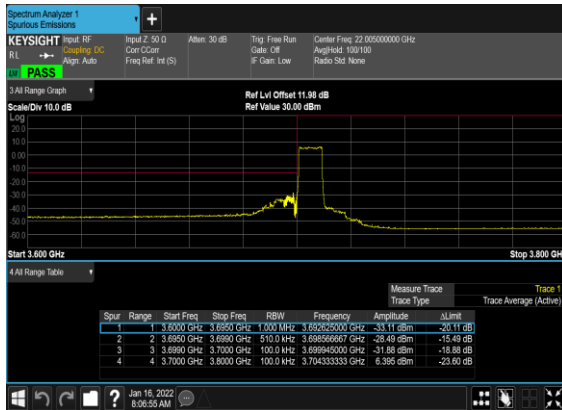 Spectrum Analyzer 1
Spurious Emissions
+
KEYSIGHT Input: RF Input Z: 50 Ω Atten: 30 dB Trig: Free Run Center Freq: 22.005000000 GHz
RL Coupling: DC Corr CCorr Gate: Off Avg|Hold: 100/100
Align: Auto Freq Ref: Int (S) IF Gain: Low Radio Std: None
PASS
3 All Range Graph
Ref Lvl Offset 11.98 dB
Scale/Div 10.0 dB Ref Value 30.00 dBm
Log
20.0
10.0
0.00
-10.0
-20.0
-30.0
-40.0
-50.0
-60.0
Start 3.600 GHz Stop 3.800 GH
4 All Range Table
Measure Trace Trace 1
Trace Type Trace Average (Active)
Spur Range Start Freq Stop Freq RBW Frequency Amplitude ΔLimit
1 1 3.6000 GHz 3.6950 GHz 1.000 MHz 3.692625000 GHz -33.11 dBm -20.11 dB
2 2 3.6950 GHz 3.6990 GHz 510.0 kHz 3.698566667 GHz -28.49 dBm -15.49 dB
3 3 3.6990 GHz 3.7000 GHz 100.0 kHz 3.699945000 GHz -31.88 dBm -18.88 dB
4 4 3.7000 GHz 3.8000 GHz 100.0 kHz 3.704333333 GHz 6.395 dBm -23.60 dB
? Jan 16, 2022
8:06:55 AM